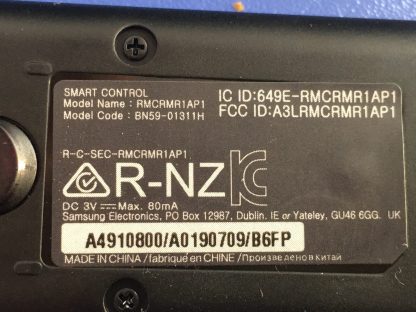 SMART CONTROL
Model Name : RMCRMR1AP1
Model Code : BN59-01311H
IC ID:649E-RMCRMR1AP1
FCC ID:A3LRMCRMR1AP1
R-C-SEC-RMCRMR1AP1
R-NZ
DC 3V⎓Max. 80mA
Samsung Electronics, PO Box 12987, Dublin. IE or Yateley, GU46 6GG. UK
A4910800/A0190709/B6FP
MADE IN CHINA / fabriqué en CHINE / Произведено в Китай